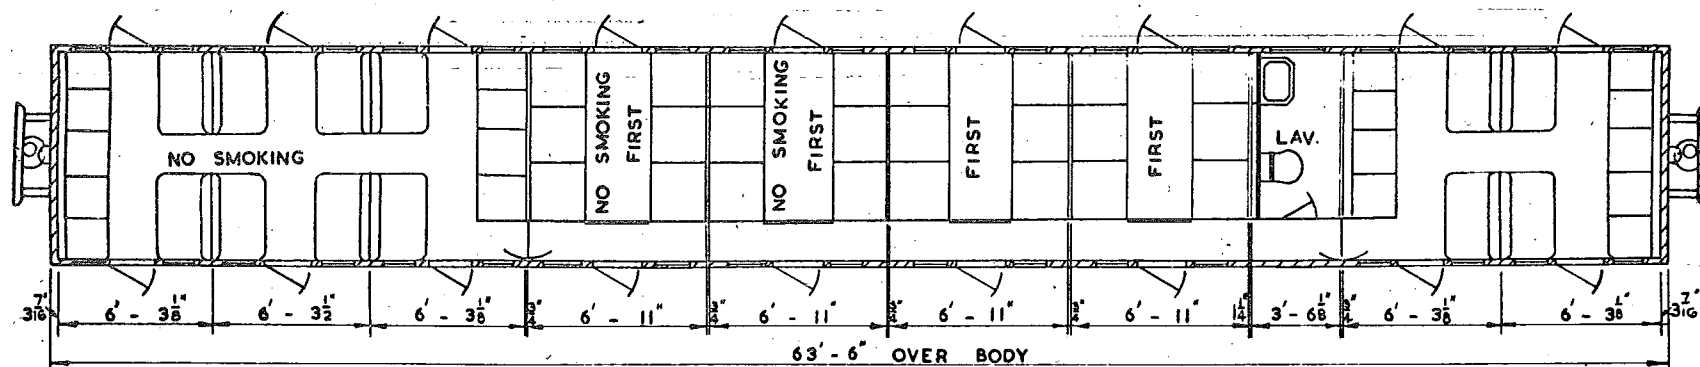 NO SMOKING
NO SMOKING
FIRST
NO SMOKING
FIRST
FIRST
FIRST
LAV.
3 7/16" 6' - 3 1/8" 6' - 3 1/2" 6' - 3 1/8" 3/4" 6' - 11" 3/4" 6' - 11" 3/4" 6' - 11" 3/4" 6' - 11" 1 1/4" 3' - 6 1/8" 3/4" 6' - 3 1/8" 6' - 3 1/8" 3 7/16"
63' - 6" OVER BODY